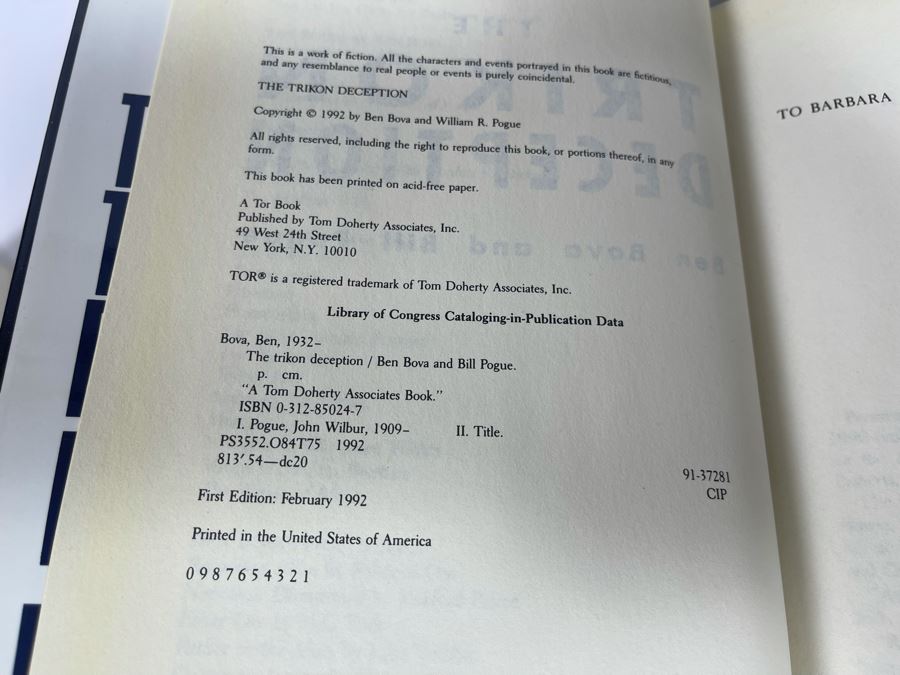 This is a work of fiction. All the characters and events portrayed in this book are fictitious,
and any resemblance to real people or events is purely coincidental.
THE TRIKON DECEPTION
Copyright © 1992 by Ben Bova and William R. Pogue
All rights reserved, including the right to reproduce this book, or portions thereof, in any
form.
This book has been printed on acid-free paper.
A Tor Book
Published by Tom Doherty Associates, Inc.
49 West 24th Street
New York, N.Y. 10010
TOR® is a registered trademark of Tom Doherty Associates, Inc.
Library of Congress Cataloging-in-Publication Data
Bova, Ben, 1932–
The trikon deception / Ben Bova and Bill Pogue.
p. cm.
“A Tom Doherty Associates Book.”
ISBN 0-312-85024-7
I. Pogue, John Wilbur, 1909– II. Title.
PS3552.O84T75 1992
813′.54—dc20
91-37281
CIP
First Edition: February 1992
Printed in the United States of America
0 9 8 7 6 5 4 3 2 1
TO BARBARA